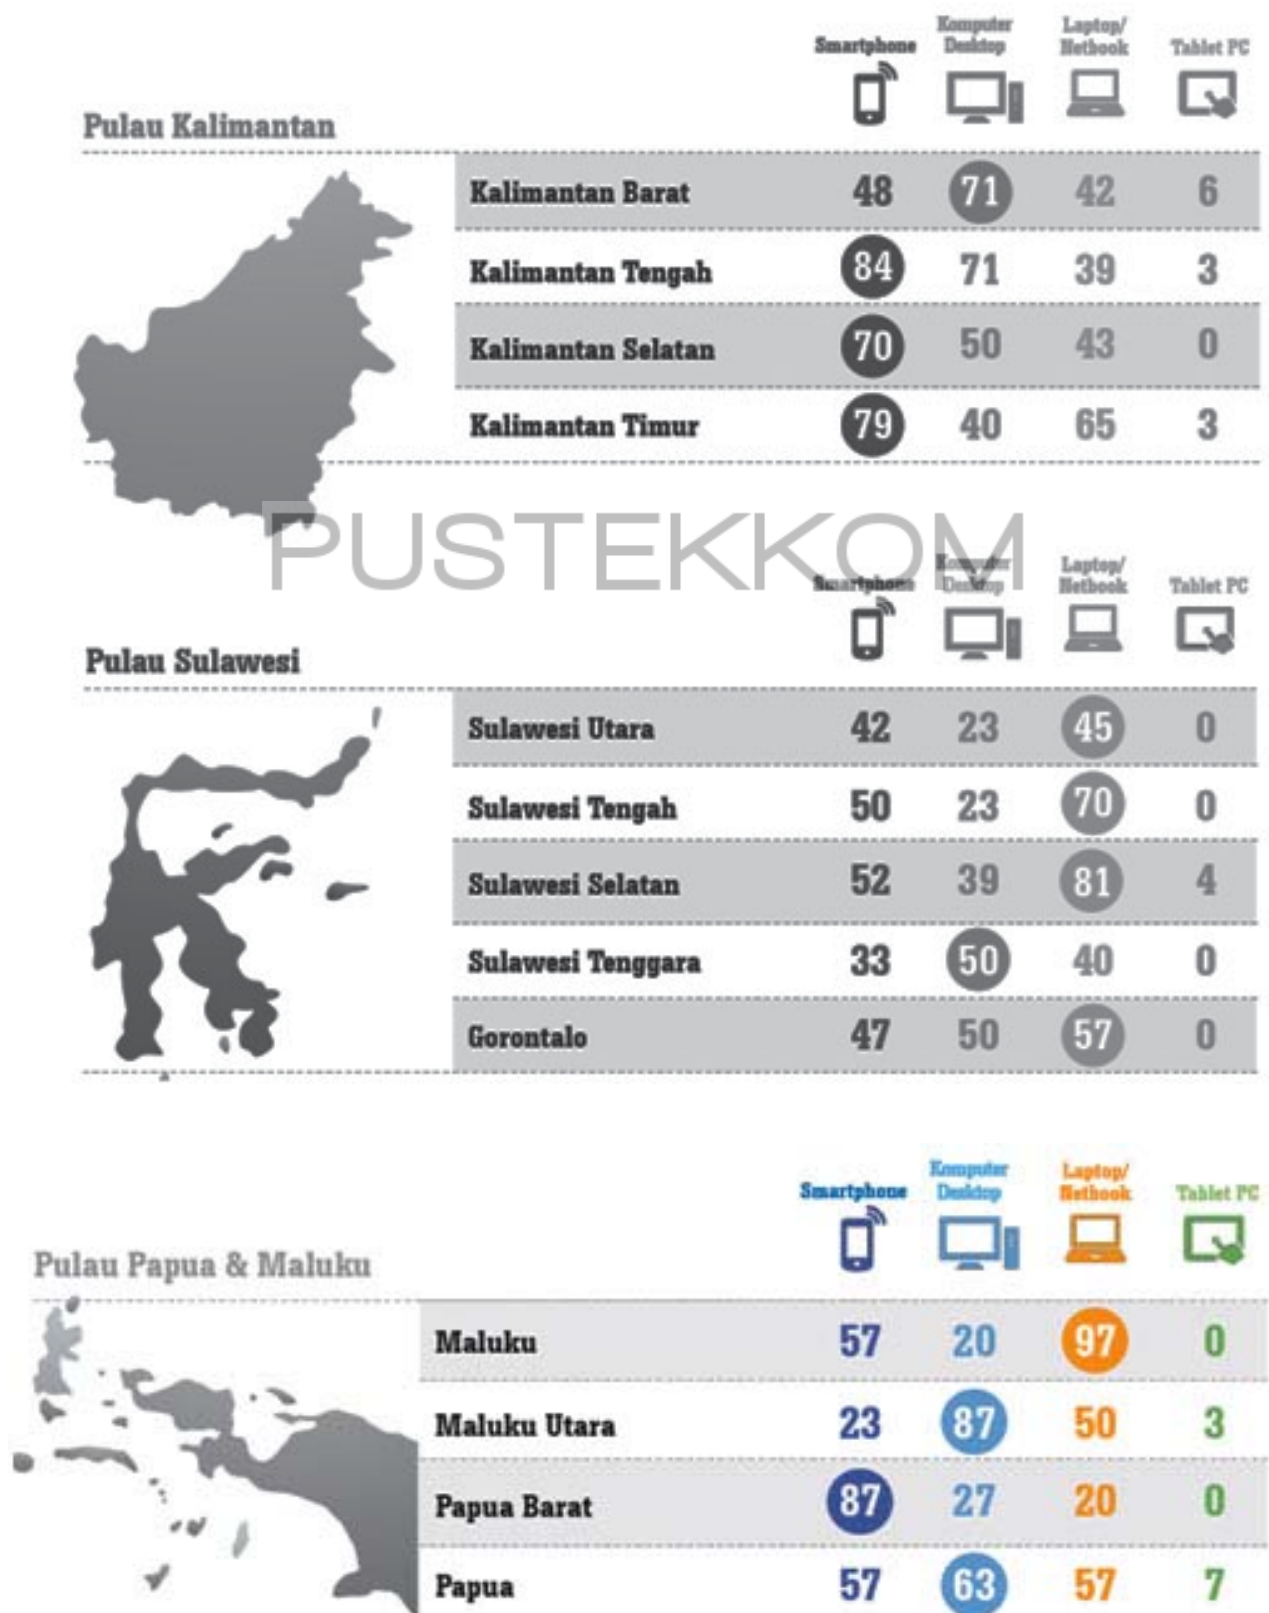 Smartphone Komputer Desktop Laptop/ Netbook Tablet PC
Pulau Kalimantan
Kalimantan Barat 48 71 42 6
Kalimantan Tengah 84 71 39 3
Kalimantan Selatan 70 50 43 0
Kalimantan Timur 79 40 65 3
PUSTEKKOM
Smartphone Komputer Desktop Laptop/ Netbook Tablet PC
Pulau Sulawesi
Sulawesi Utara 42 23 45 0
Sulawesi Tengah 50 23 70 0
Sulawesi Selatan 52 39 81 4
Sulawesi Tenggara 33 50 40 0
Gorontalo 47 50 57 0
Smartphone Komputer Desktop Laptop/ Netbook Tablet PC
Pulau Papua & Maluku
Maluku 57 20 97 0
Maluku Utara 23 87 50 3
Papua Barat 87 27 20 0
Papua 57 63 57 7